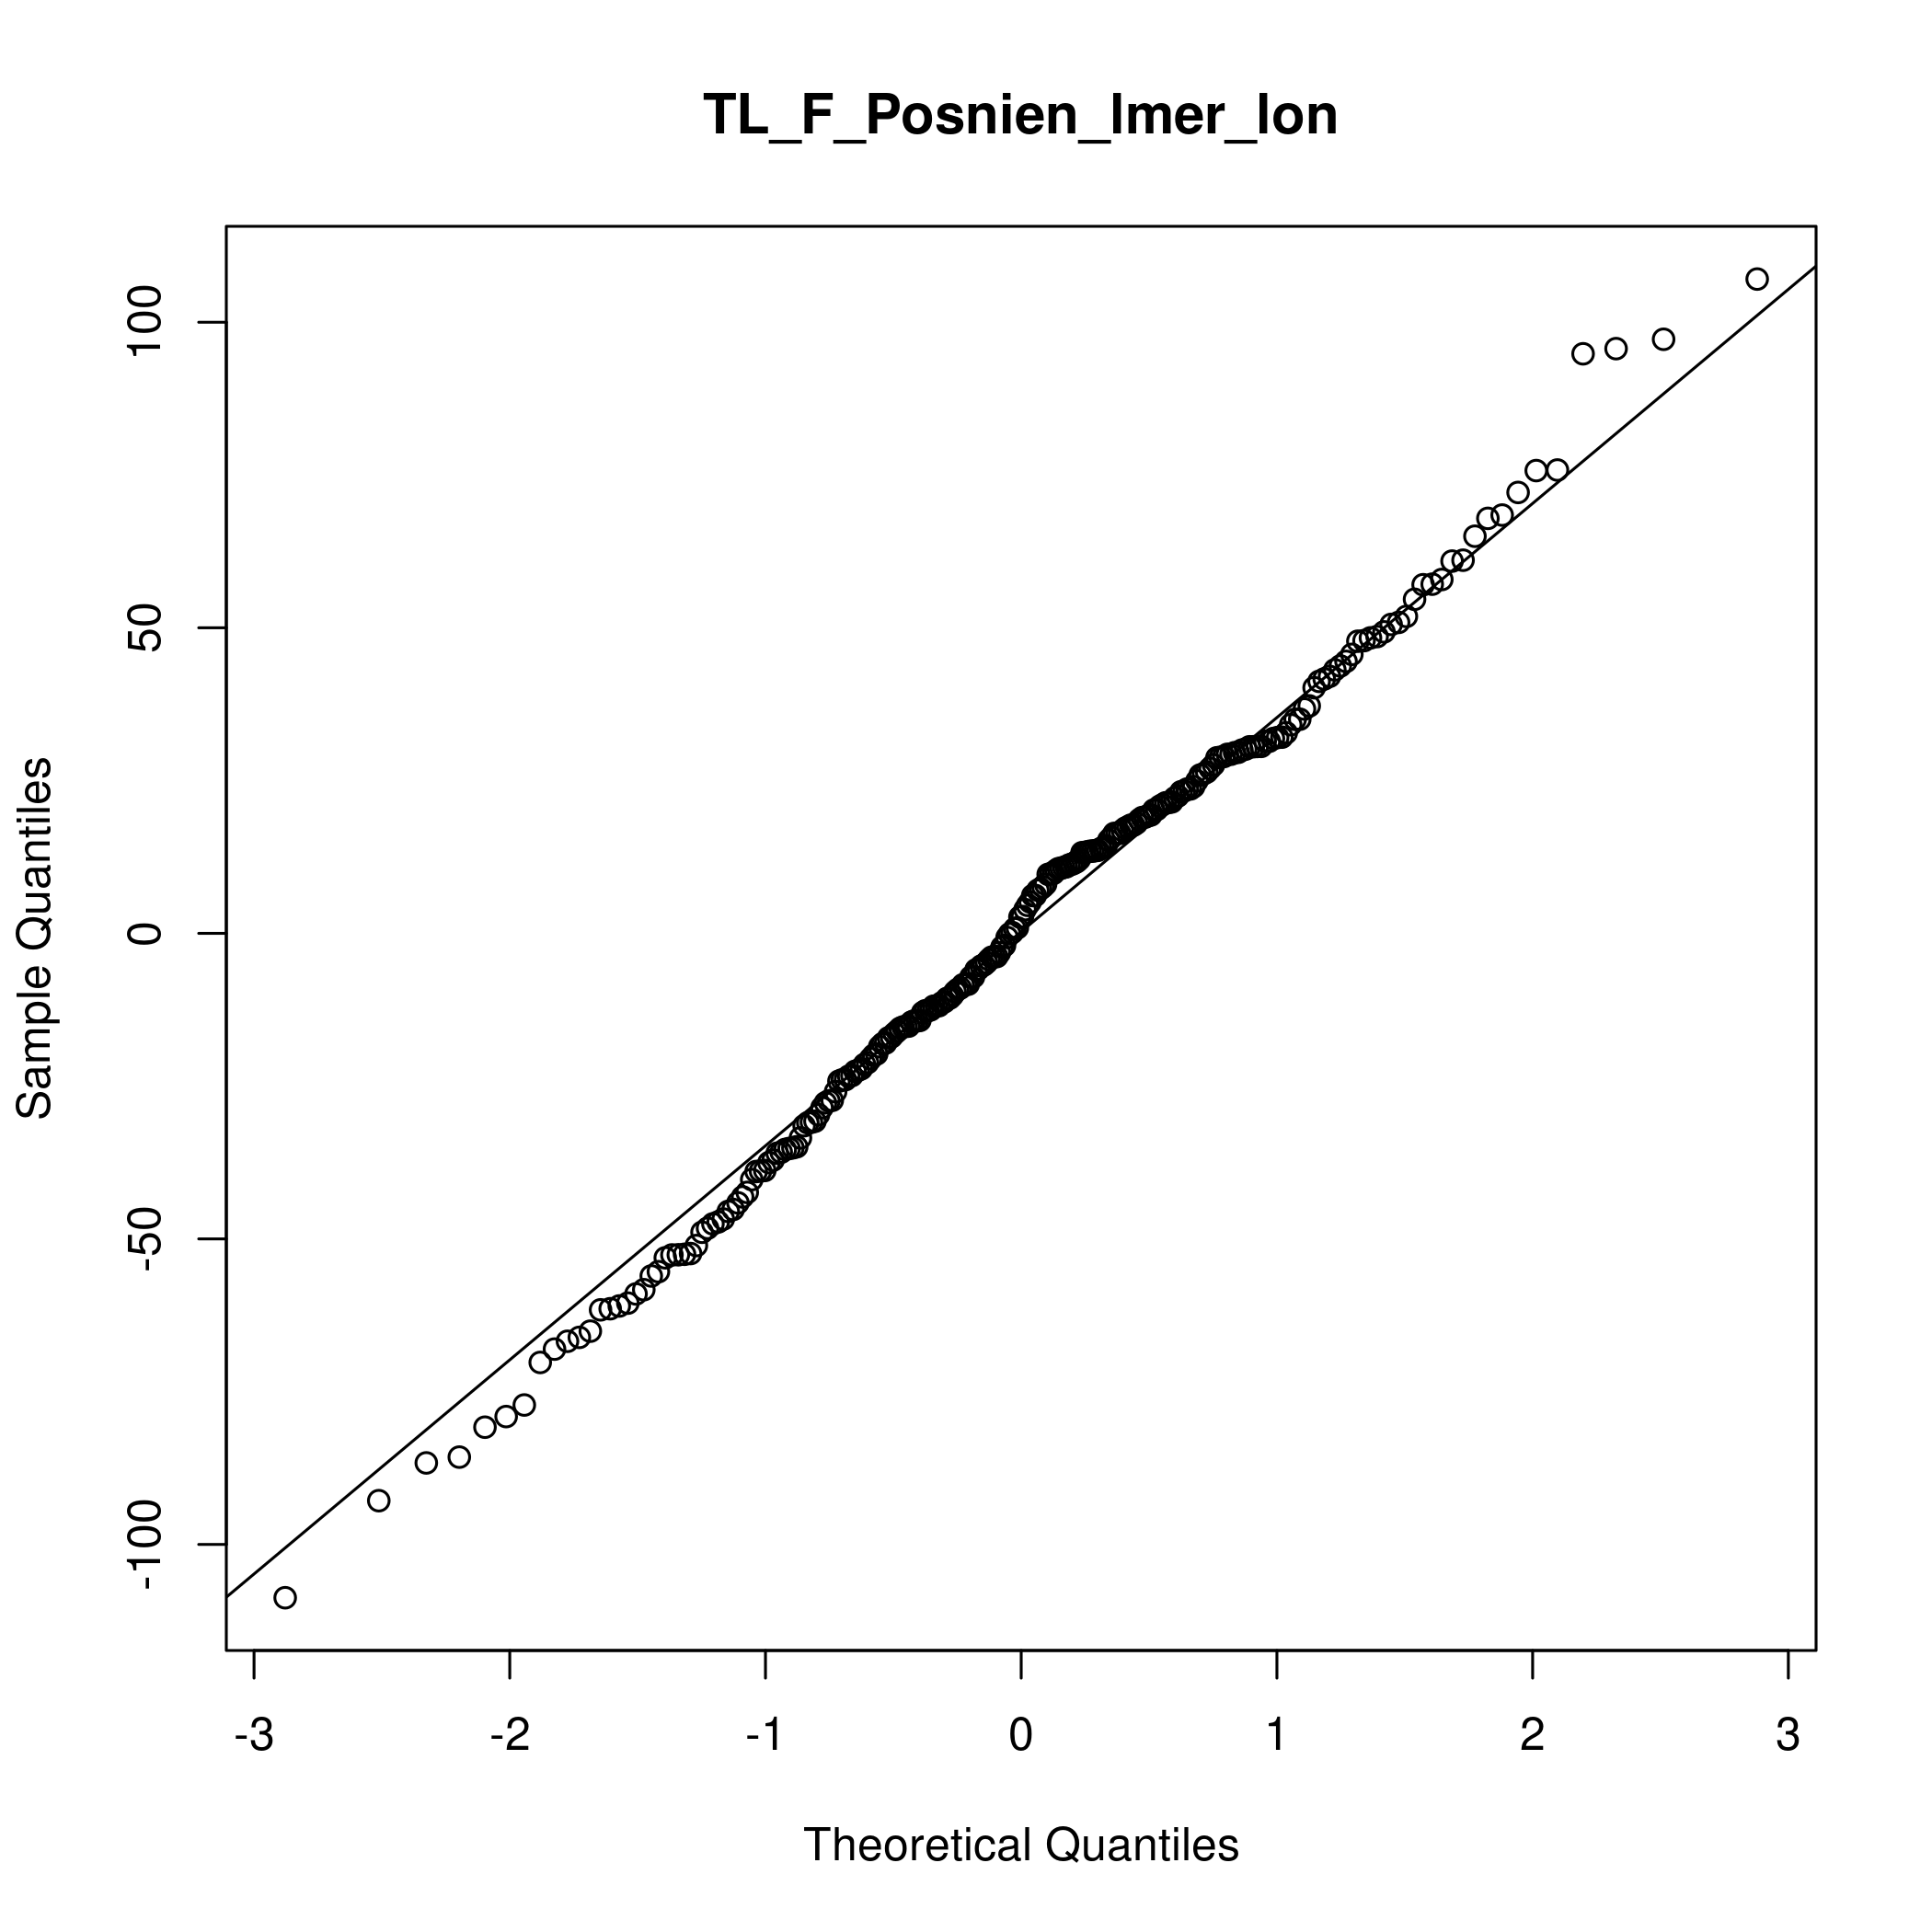 TL_F_Posnien_lmer_lon
100
50
0
-50
-100
Sample Quantiles
-3 -2 -1 0 1 2 3
Theoretical Quantiles